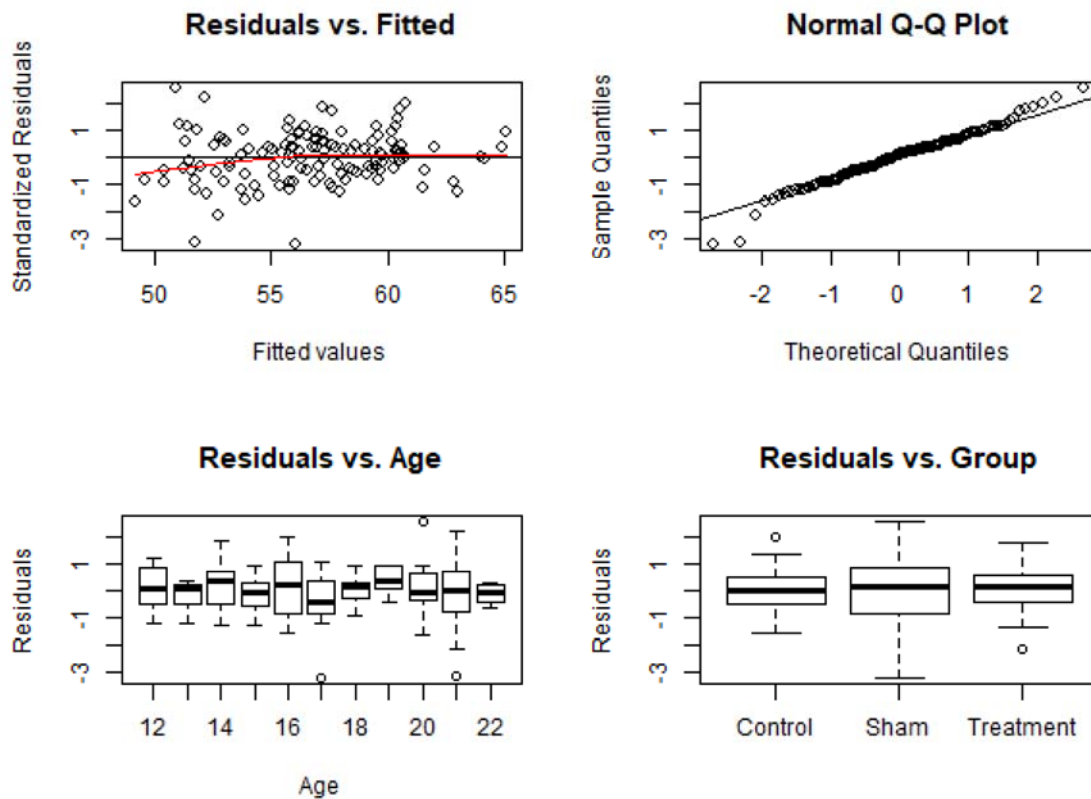 Residuals vs. Fitted
Standardized Residuals
1
-1
-3
50 55 60 65
Fitted values
Normal Q-Q Plot
Sample Quantiles
1
-1
-3
-2 -1 0 1 2
Theoretical Quantiles
Residuals vs. Age
Residuals
1
-1
-3
12 14 16 18 20 22
Age
Residuals vs. Group
Residuals
1
-1
-3
Control Sham Treatment